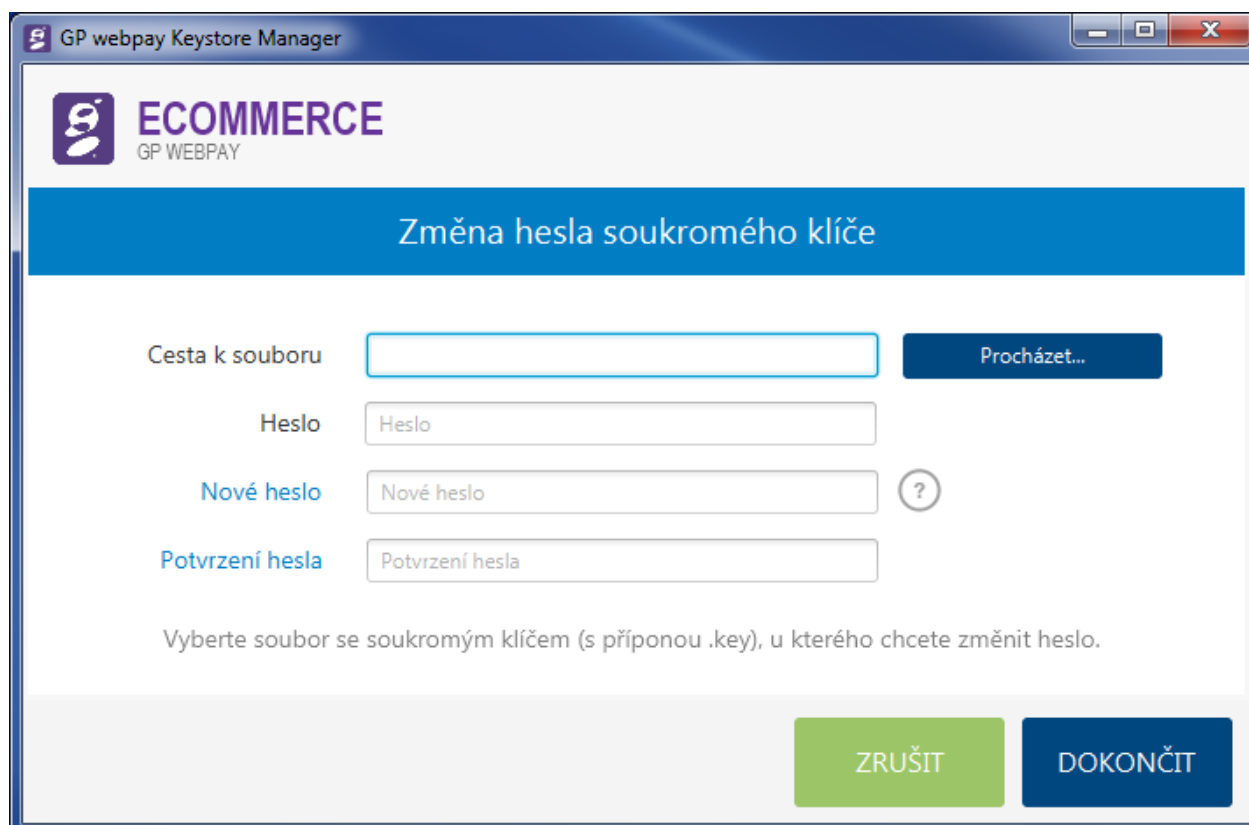 GP webpay Keystore Manager
ECOMMERCE
GP WEBPAY
Změna hesla soukromého klíče
Cesta k souboru
Procházet...
Heslo Heslo
Nové heslo Nové heslo ?
Potvrzení hesla Potvrzení hesla
Vyberte soubor se soukromým klíčem (s příponou .key), u kterého chcete změnit heslo.
ZRUŠIT DOKONČIT